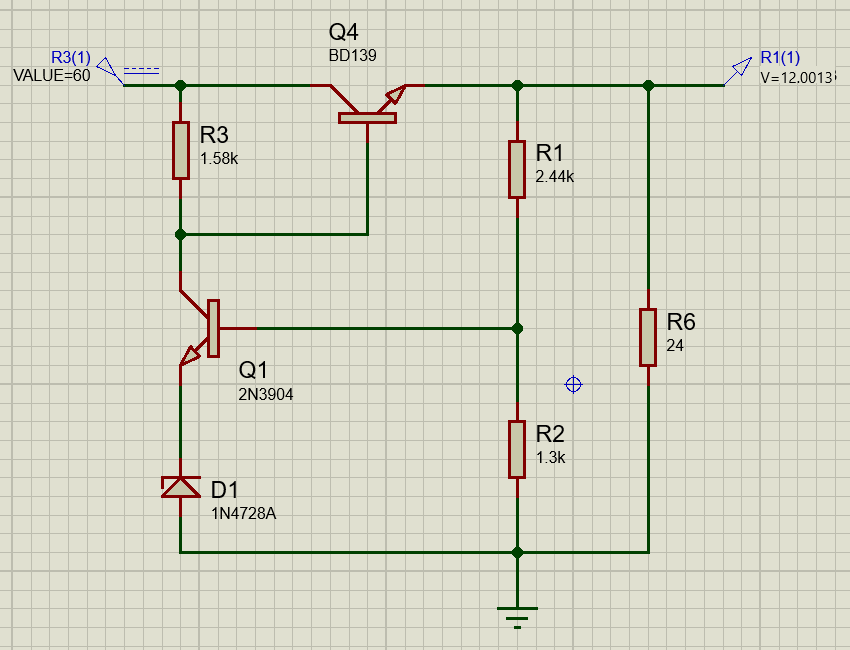 Q4
BD139
R3(1)
VALUE=60
R1(1)
V=12.0013
R3
1.58k
R1
2.44k
R6
24
Q1
2N3904
R2
1.3k
D1
1N4728A